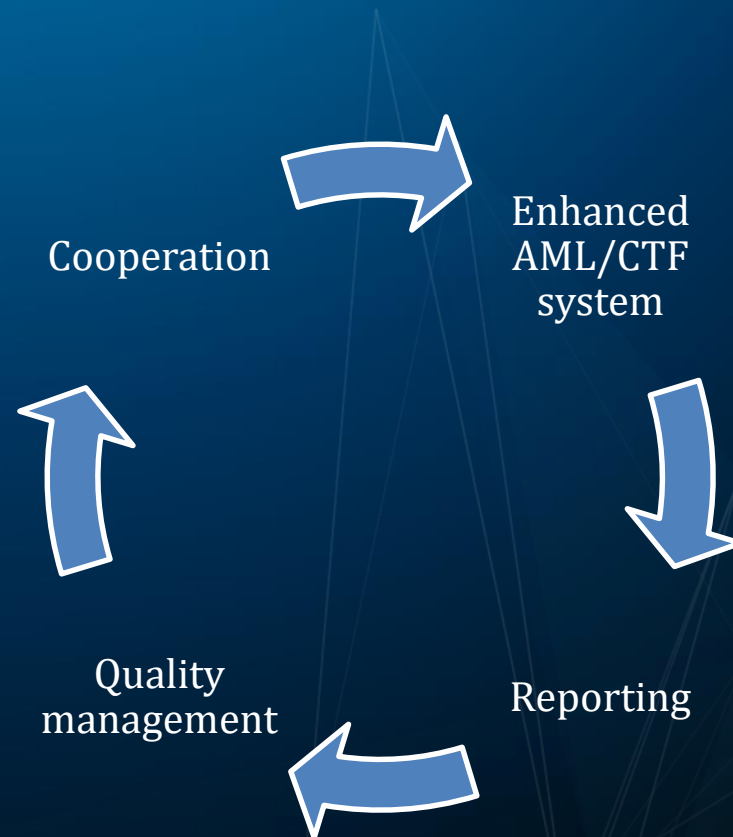 Cooperation
Enhanced
AML/CTF
system
Quality
management
Reporting